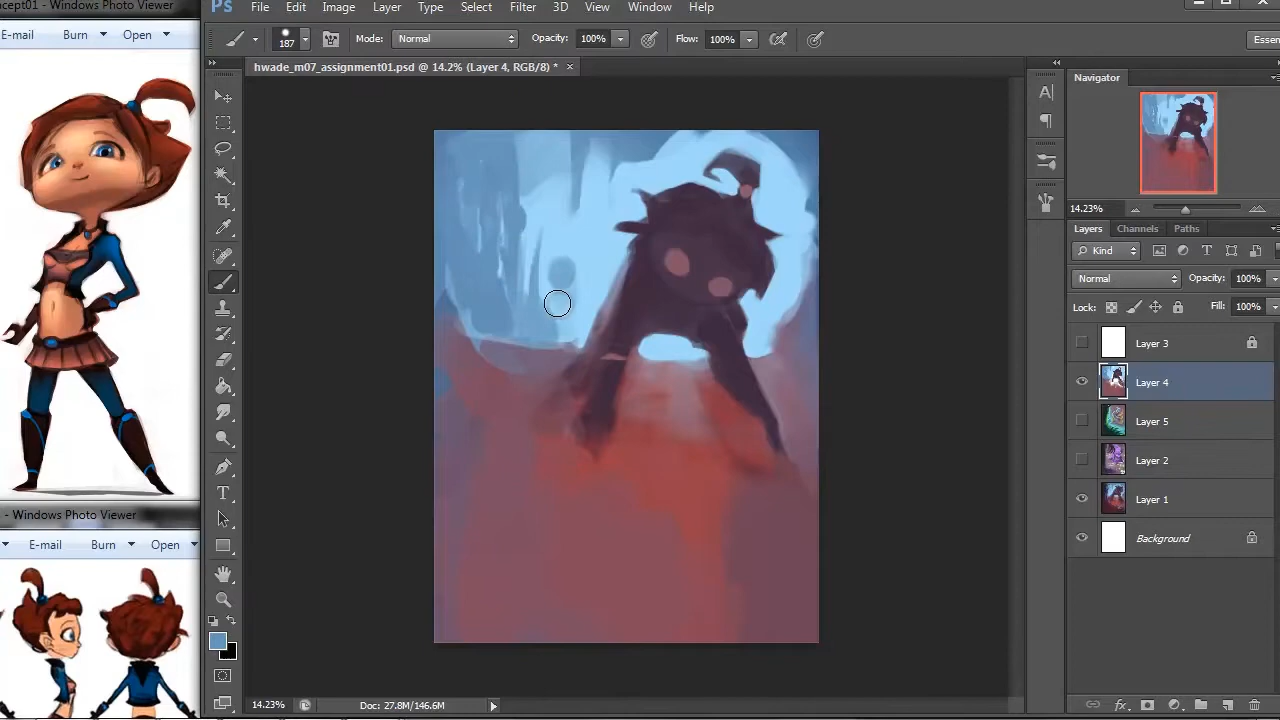 cept01 - Windows Photo Viewer
E-mail Burn Open
- Windows Photo Viewer
E-mail Burn Open
Ps File Edit Image Layer Type Select Filter 3D View Window Help
187 Mode: Normal Opacity: 100% Flow: 100% Essen
hwade_m07_assignment01.psd @ 14.2% (Layer 4, RGB/8) * ×
Navigator
14.23%
Layers Channels Paths
Kind
Normal Opacity: 100%
Lock: Fill: 100%
Layer 3
Layer 4
Layer 5
Layer 2
Layer 1
Background
14.23% Doc: 27.8M/146.6M